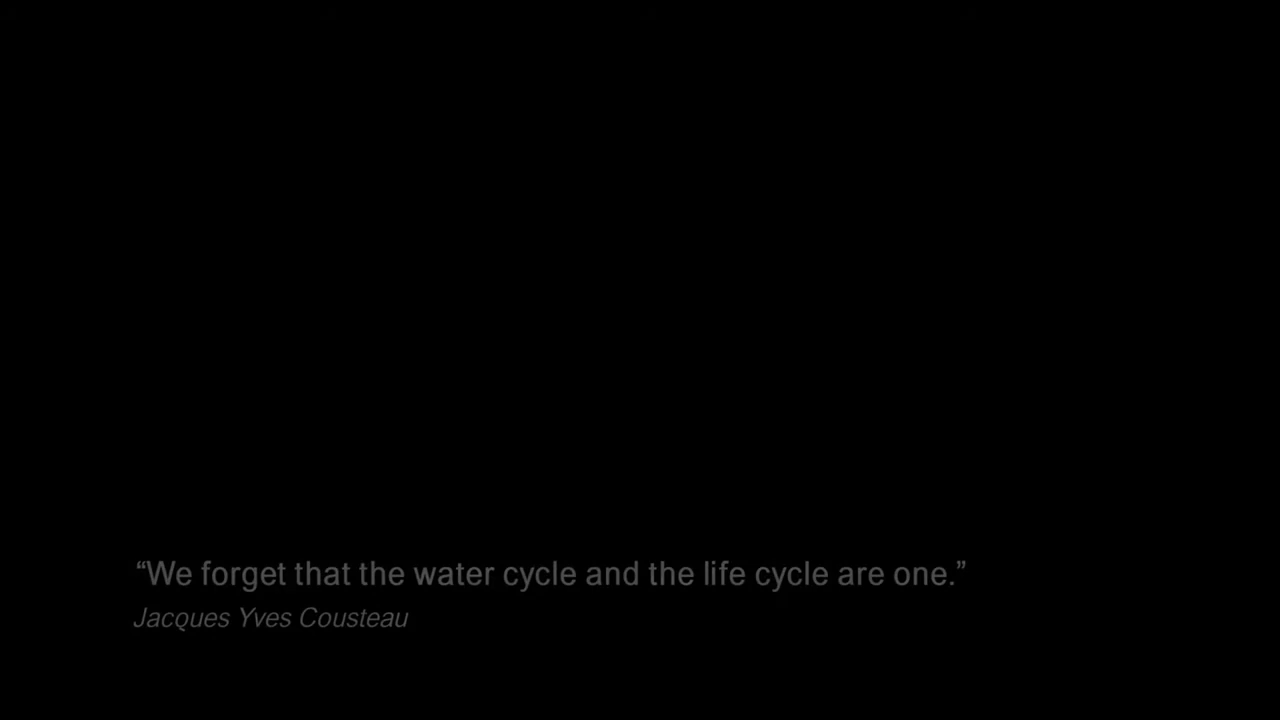 “We forget that the water cycle and the life cycle are one.”
Jacques Yves Cousteau